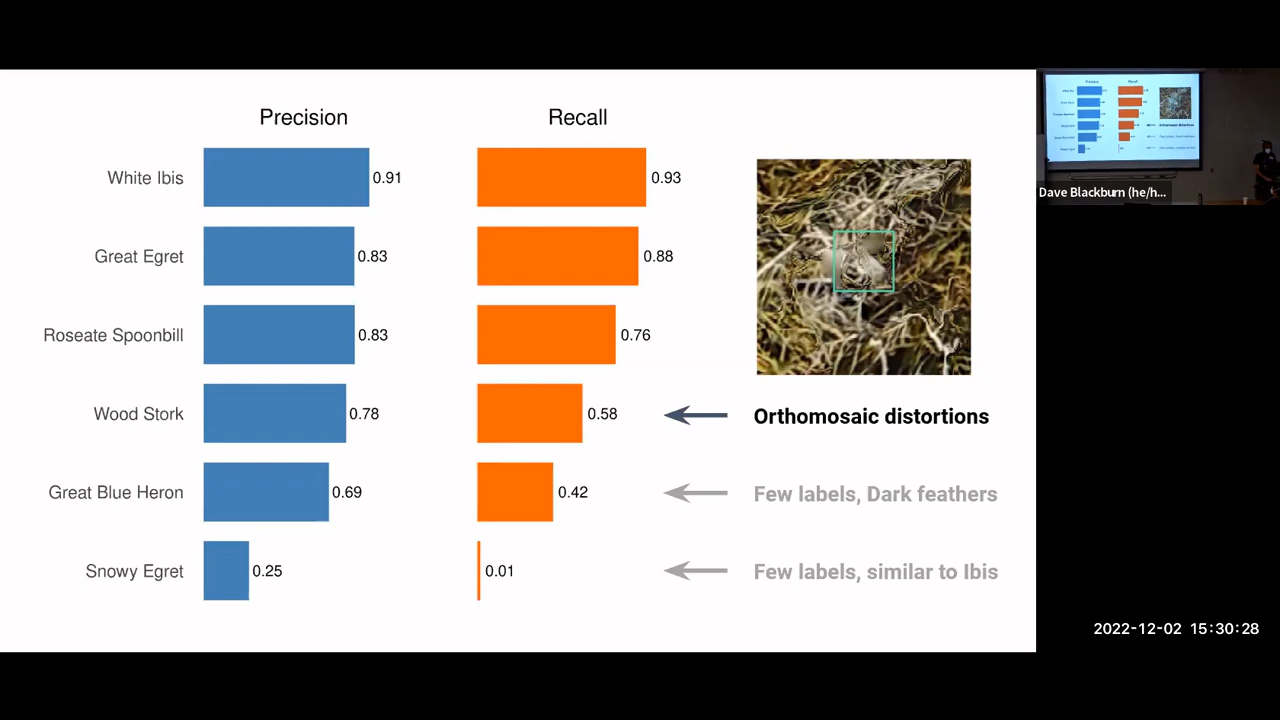 Precision Recall
White Ibis 0.91 0.93
Great Egret 0.83 0.88
Roseate Spoonbill 0.83 0.76
Wood Stork 0.78 0.58 Orthomosaic distortions
Great Blue Heron 0.69 0.42 Few labels, Dark feathers
Snowy Egret 0.25 0.01 Few labels, similar to Ibis
Precision Recall
Dave Blackburn (he/h...
2022-12-02 15:30:28